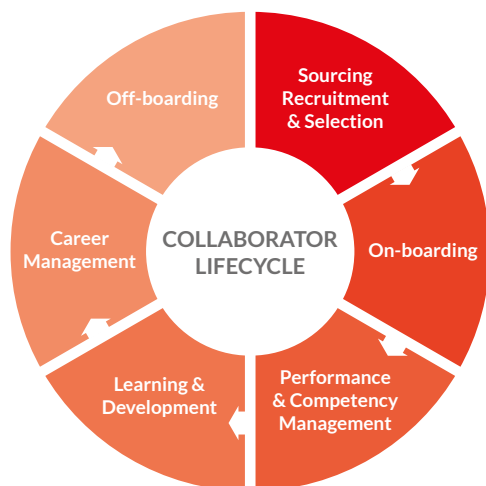 Sourcing
Recruitment
& Selection
On-boarding
Performance
& Competency
Management
Learning &
Development
Career
Management
Off-boarding
COLLABORATOR
LIFECYCLE